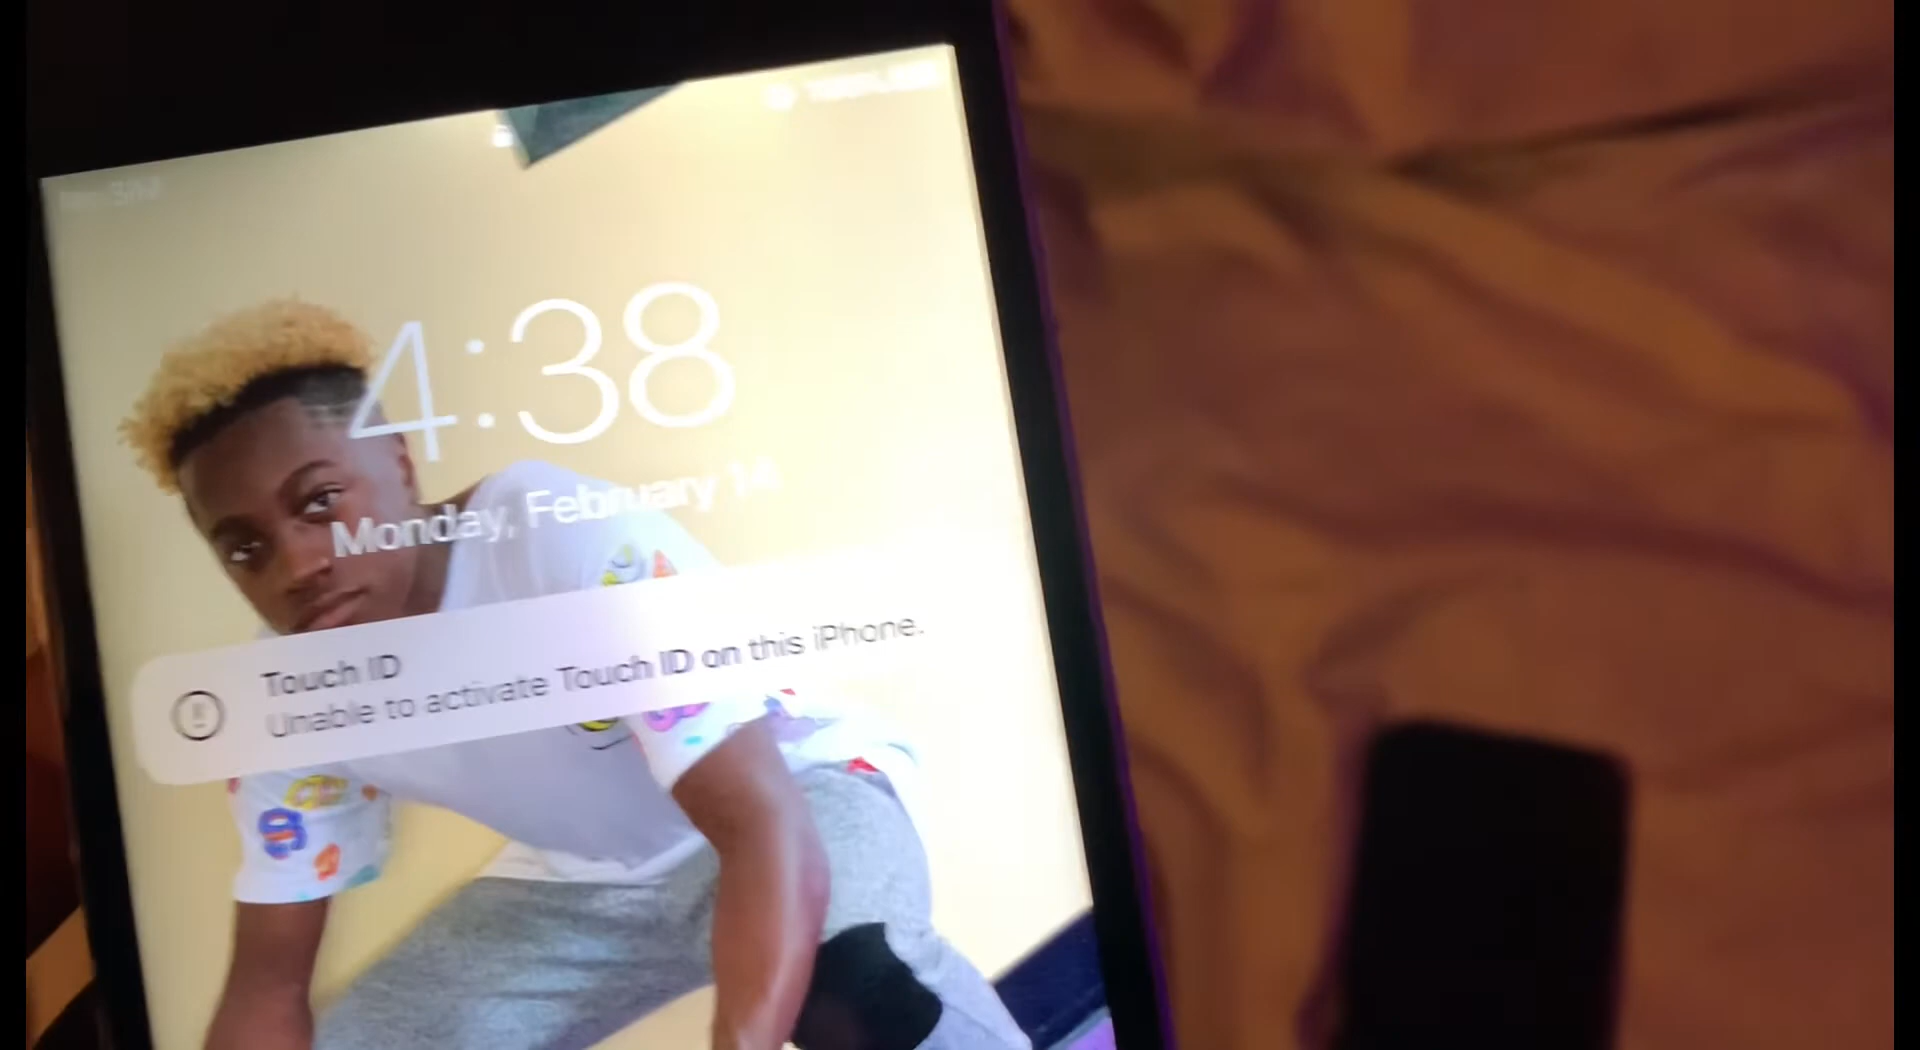 4:38
Monday, February 14
Touch ID
Unable to activate Touch ID on this iPhone.